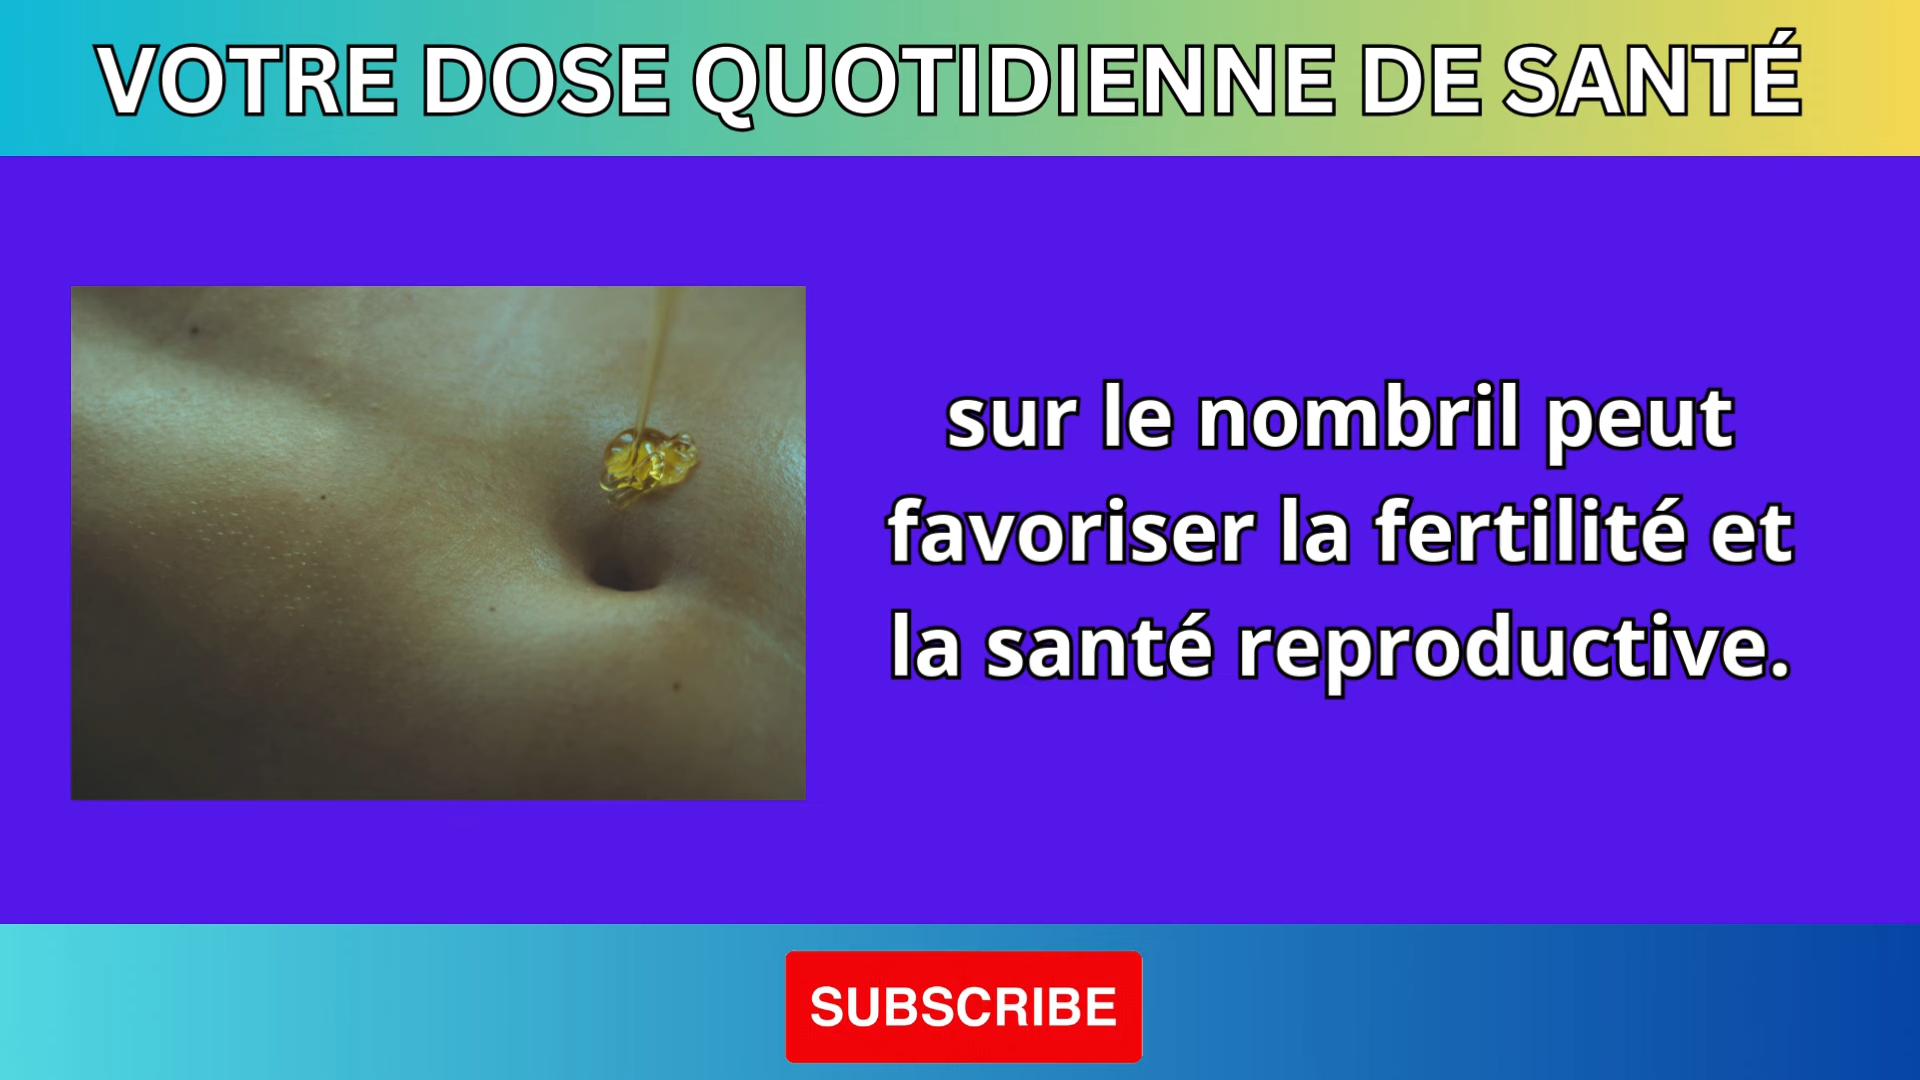 VOTRE DOSE QUOTIDIENNE DE SANTÉ
sur le nombril peut
favoriser la fertilité et
la santé reproductive.
SUBSCRIBE